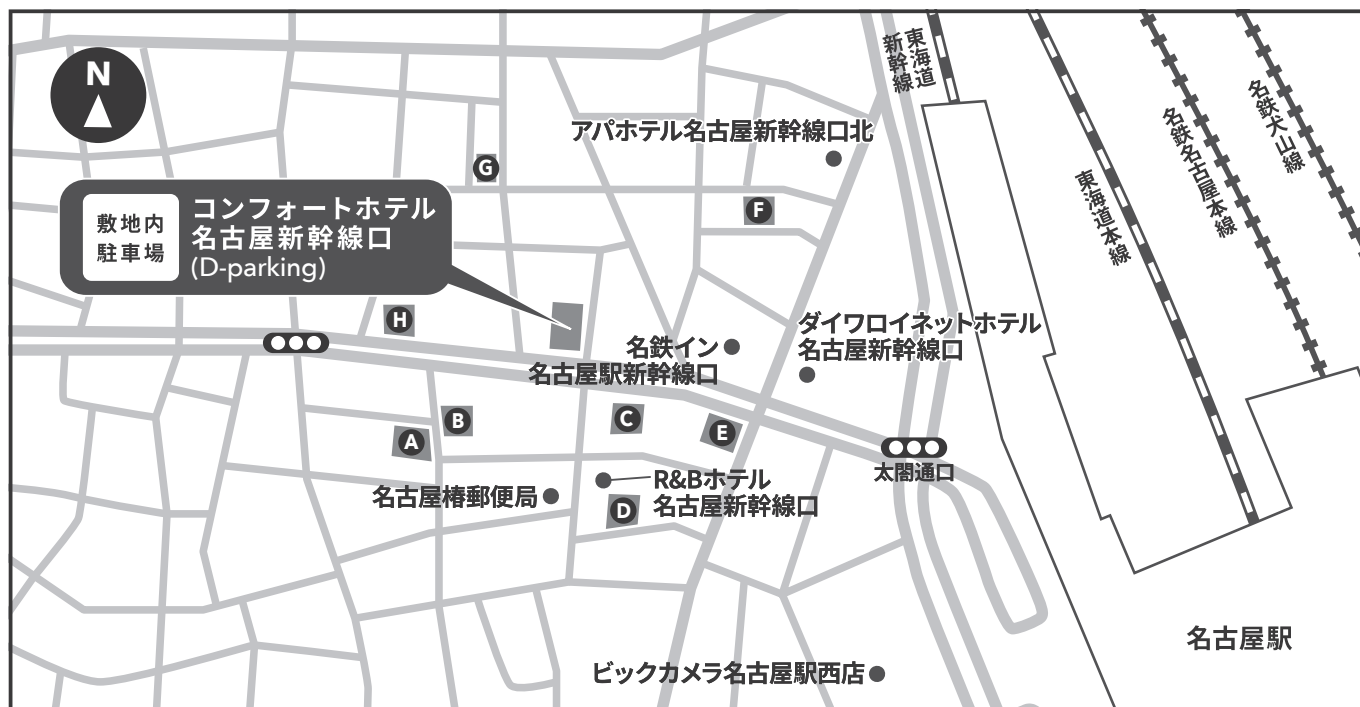 N
東海道
新幹線
名鉄犬山線
名鉄名古屋本線
東海道本線
アパホテル名古屋新幹線口北
G
F
敷地内
駐車場
コンフォートホテル
名古屋新幹線口
(D-parking)
H
ダイワロイネットホテル
名古屋新幹線口
名鉄イン
名古屋駅新幹線口
A
B
C
E
太閤通口
名古屋椿郵便局
R&Bホテル
名古屋新幹線口
D
名古屋駅
ビックカメラ名古屋駅西店